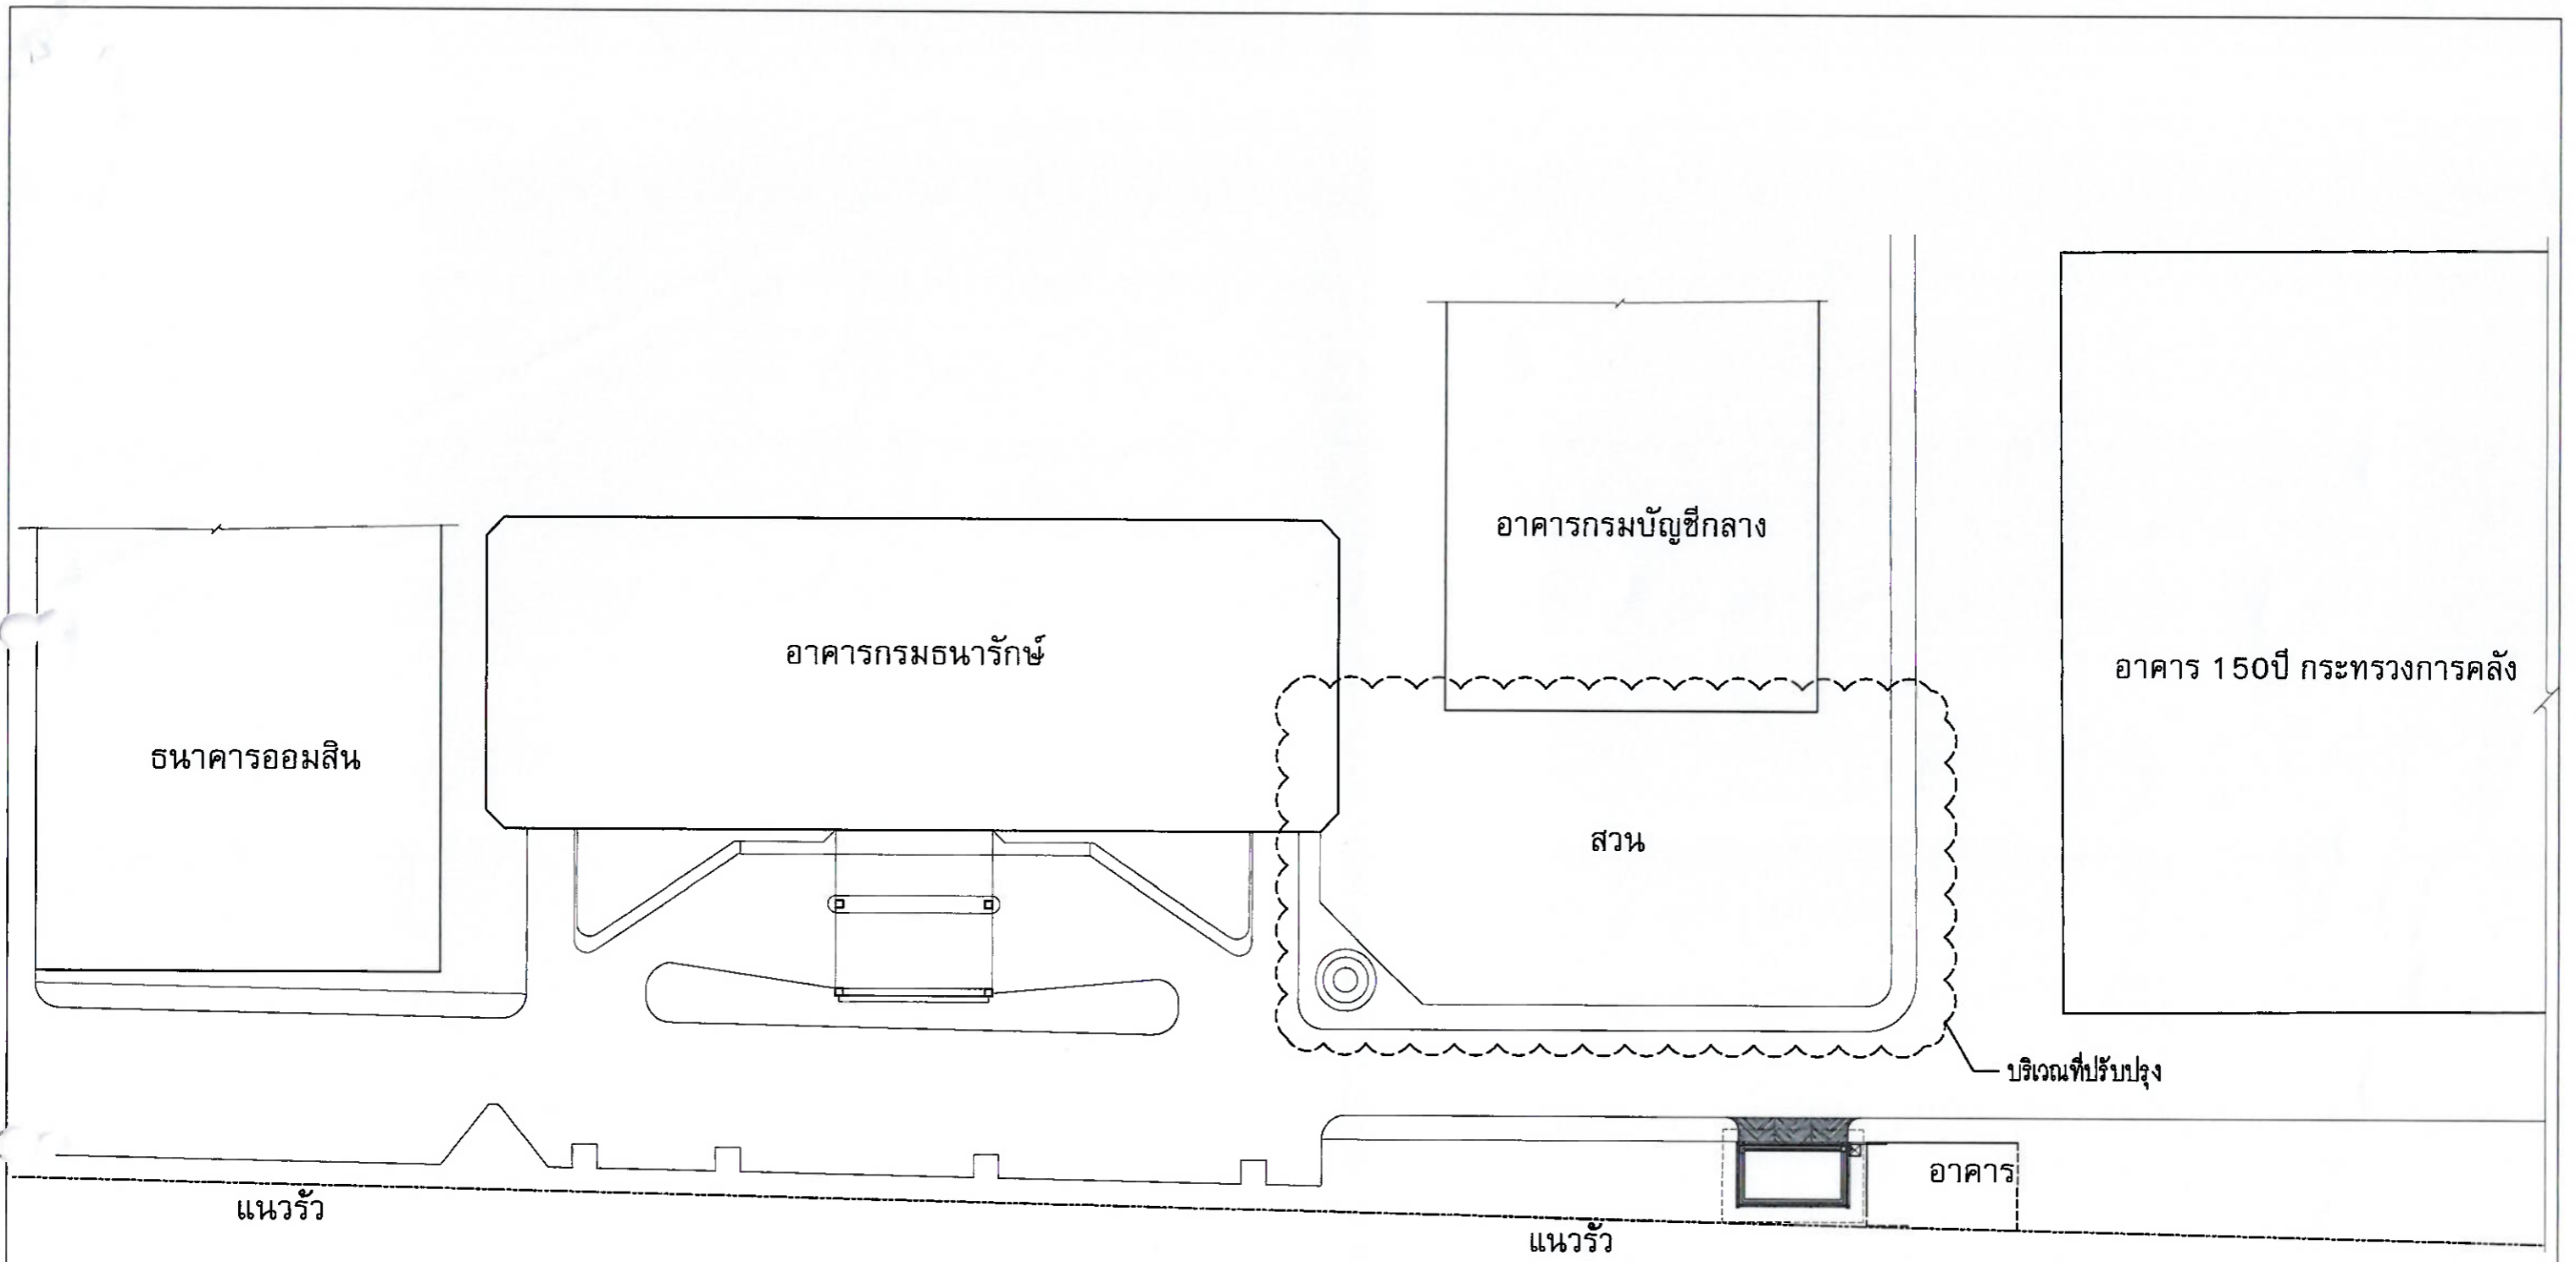 อาคารกรมบัญชีกลาง
อาคารกรมธนารักษ์
อาคาร 150ปี กระทรวงการคลัง
ธนาคารออมสิน
สวน
บริเวณที่ปรับปรุง
อาคาร
แนวรั้ว
แนวรั้ว